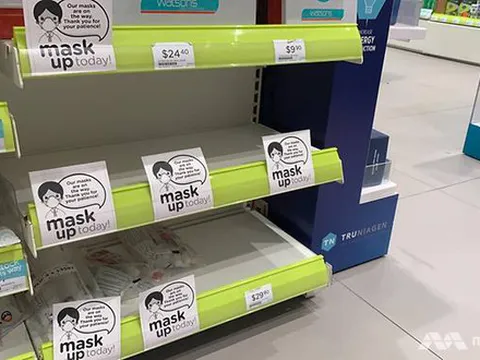 watsons
watsons
Our masks are on the way. Thank you for your patience!
mask
up today!
$24.40
$9.90
Our masks
are on the way.
Thank you for your
patience!
mask
up today!
Our masks
are on the way.
Thank you for your
patience!
mask
up today!
Our masks
are on the way.
Thank you for
your patience!
mask
up today!
TN TRUNIAGEN
Our masks
are on the way.
Thank you for your
patience!
mask
up today!
Our masks
are on the way.
Thank you for your
patience!
mask
up today!
$29.90